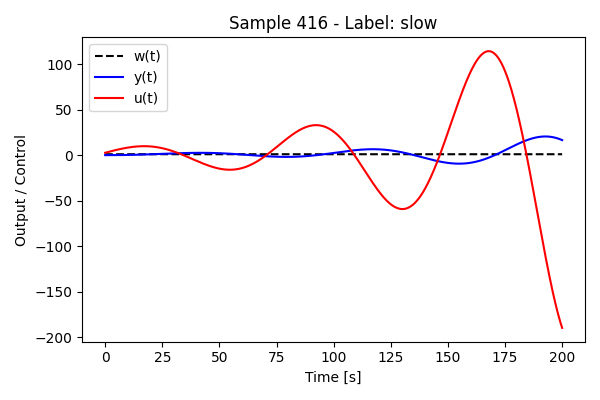 Sample 416 - Label: slow
w(t)
y(t)
u(t)
Output / Control
100
50
0
−50
−100
−150
−200
0 25 50 75 100 125 150 175 200
Time [s]